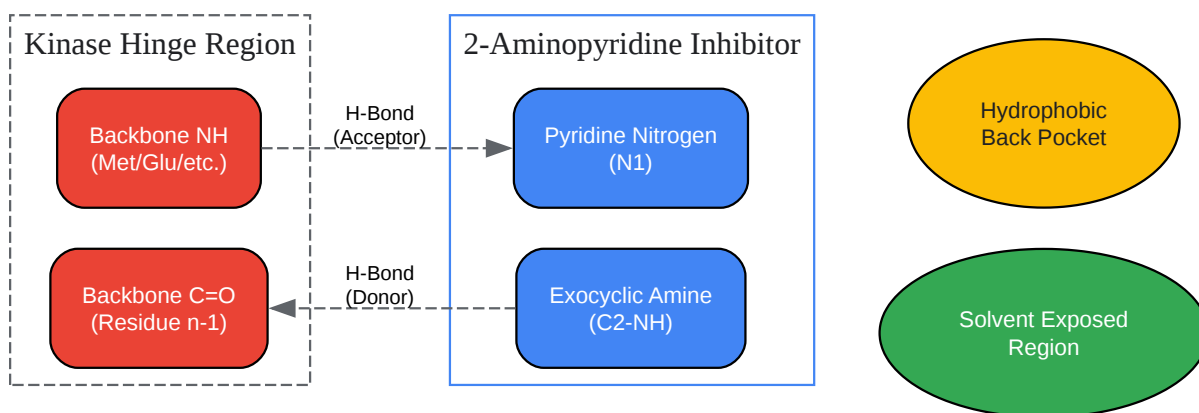 Kinase Hinge Region
2-Aminopyridine Inhibitor
Backbone NH
(Met/Glu/etc.)
H-Bond
(Acceptor)
Pyridine Nitrogen
(N1)
Hydrophobic
Back Pocket
Backbone C=O
(Residue n-1)
H-Bond
(Donor)
Exocyclic Amine
(C2-NH)
Solvent Exposed
Region